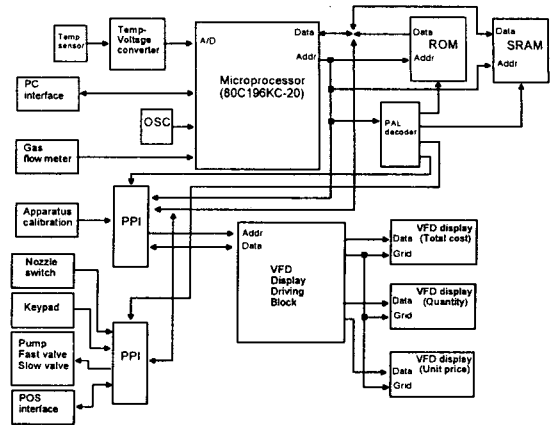 Temp
sensor
Temp-
Voltage
converter
A/D
Microprocessor
(80C196KC-20)
Data
Addr
Data
ROM
Addr
Data
SRAM
Addr
PC
interface
OSC
PAL
decoder
Gas
flow meter
Apparatus
calibration
PPI
Addr
Data
VFD
Display
Driving
Block
VFD display
Data (Total cost)
Grid
Nozzle
switch
Keypad
Pump
Fast valve
Slow valve
POS
interface
PPI
VFD display
Data (Quantity)
Grid
VFD display
Data (Unit price)
Grid